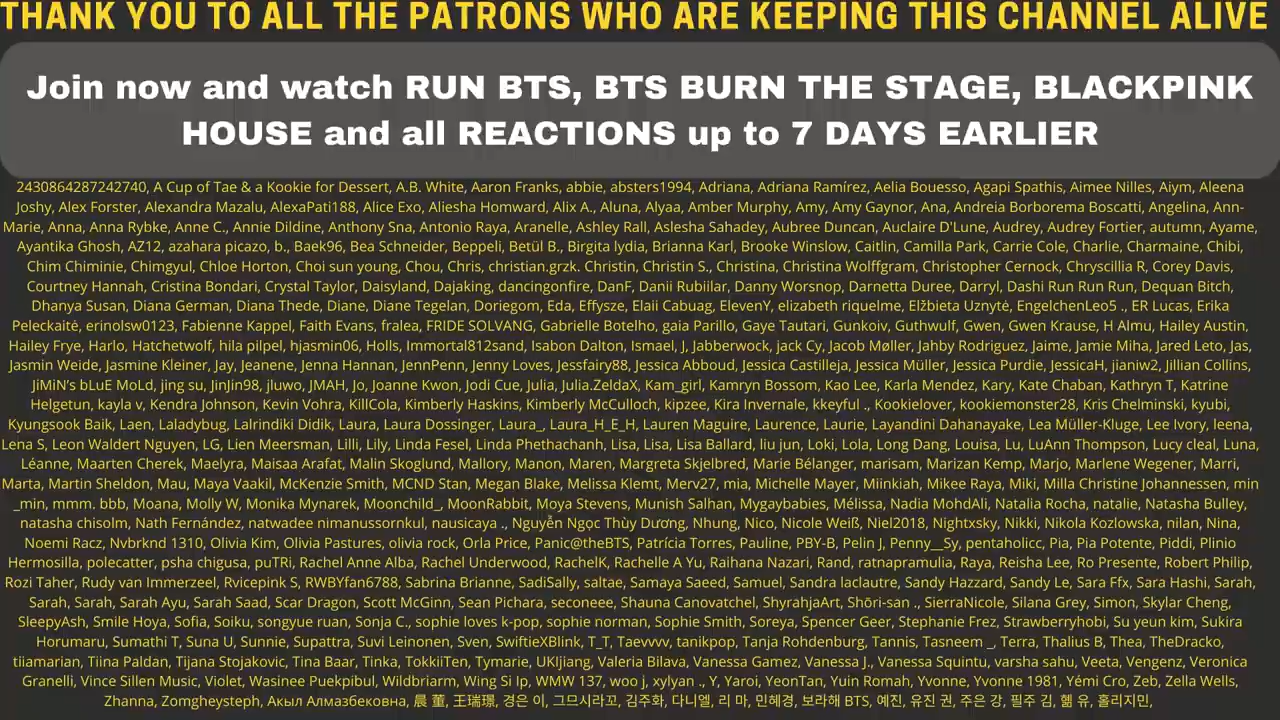 THANK YOU TO ALL THE PATRONS WHO ARE KEEPING THIS CHANNEL ALIVE
Join now and watch RUN BTS, BTS BURN THE STAGE, BLACKPINK
HOUSE and all REACTIONS up to 7 DAYS EARLIER
2430864287242740, A Cup of Tae & a Kookie for Dessert, A.B. White, Aaron Franks, abbie, absters1994, Adriana, Adriana Ramírez, Aelia Bouesso, Agapi Spathis, Aimee Nilles, Aiym, Aleena
Joshy, Alex Forster, Alexandra Mazalu, AlexaPati188, Alice Exo, Aliesha Homward, Alix A., Aluna, Alyaa, Amber Murphy, Amy, Amy Gaynor, Ana, Andreia Borborema Boscatti, Angelina, Ann-
Marie, Anna, Anna Rybke, Anne C., Annie Dildine, Anthony Sna, Antonio Raya, Aranelle, Ashley Rall, Aslesha Sahadey, Aubree Duncan, Auclaire D'Lune, Audrey, Audrey Fortier, autumn, Ayame,
Ayantika Ghosh, AZ12, azahara picazo, b., Baek96, Bea Schneider, Beppeli, Betül B., Birgita lydia, Brianna Karl, Brooke Winslow, Caitlin, Camilla Park, Carrie Cole, Charlie, Charmaine, Chibi,
Chim Chiminie, Chimgyul, Chloe Horton, Choi sun young, Chou, Chris, christian.grzk. Christin, Christin S., Christina, Christina Wolffgram, Christopher Cernock, Chryscillia R, Corey Davis,
Courtney Hannah, Cristina Bondari, Crystal Taylor, Daisyland, Dajaking, dancingonfire, DanF, Danii Rubiilar, Danny Worsnop, Darnetta Duree, Darryl, Dashi Run Run Run, Dequan Bitch,
Dhanya Susan, Diana German, Diana Thede, Diane, Diane Tegelan, Doriegom, Eda, Effysze, Elaii Cabuag, ElevenY, elizabeth riquelme, Elżbieta Uznytė, EngelchenLeo5 ., ER Lucas, Erika
Peleckaitė, erinolsw0123, Fabienne Kappel, Faith Evans, fralea, FRIDE SOLVANG, Gabrielle Botelho, gaia Parillo, Gaye Tautari, Gunkoiv, Guthwulf, Gwen, Gwen Krause, H Almu, Hailey Austin,
Hailey Frye, Harlo, Hatchetwolf, hila pilpel, hjasmin06, Holls, Immortal812sand, Isabon Dalton, Ismael, J, Jabberwock, jack Cy, Jacob Møller, Jahby Rodriguez, Jaime, Jamie Miha, Jared Leto, Jas,
Jasmin Weide, Jasmine Kleiner, Jay, Jeanene, Jenna Hannan, JennPenn, Jenny Loves, Jessfairy88, Jessica Abboud, Jessica Castilleja, Jessica Müller, Jessica Purdie, JessicaH, jianiw2, Jillian Collins,
JiMiN's bLuE MoLd, jing su, JinJin98, jluwo, JMAH, Jo, Joanne Kwon, Jodi Cue, Julia, Julia.ZeldaX, Kam_girl, Kamryn Bossom, Kao Lee, Karla Mendez, Kary, Kate Chaban, Kathryn T, Katrine
Helgetun, kayla v, Kendra Johnson, Kevin Vohra, KillCola, Kimberly Haskins, Kimberly McCulloch, kipzee, Kira Invernale, kkeyful ., Kookielover, kookiemonster28, Kris Chelminski, kyubi,
Kyungsook Baik, Laen, Laladybug, Lalrindiki Didik, Laura, Laura Dossinger, Laura_, Laura_H_E_H, Lauren Maguire, Laurence, Laurie, Layandini Dahanayake, Lea Müller-Kluge, Lee Ivory, leena,
Lena S, Leon Waldert Nguyen, LG, Lien Meersman, Lilli, Lily, Linda Fesel, Linda Phethachanh, Lisa, Lisa, Lisa Ballard, liu jun, Loki, Lola, Long Dang, Louisa, Lu, LuAnn Thompson, Lucy cleal, Luna,
Léanne, Maarten Cherek, Maelyra, Maisaa Arafat, Malin Skoglund, Mallory, Manon, Maren, Margreta Skjelbred, Marie Bélanger, marisam, Marizan Kemp, Marjo, Marlene Wegener, Marri,
Marta, Martin Sheldon, Mau, Maya Vaakil, McKenzie Smith, MCND Stan, Megan Blake, Melissa Klemt, Merv27, mia, Michelle Mayer, Miinkiah, Mikee Raya, Miki, Milla Christine Johannessen, min
_min, mmm. bbb, Moana, Molly W, Monika Mynarek, Moonchild_, MoonRabbit, Moya Stevens, Munish Salhan, Mygaybabies, Mélissa, Nadia MohdAli, Natalia Rocha, natalie, Natasha Bulley,
natasha chisolm, Nath Fernández, natwadee nimanussornkul, nausicaya ., Nguyễn Ngọc Thùy Dương, Nhung, Nico, Nicole Weiß, Niel2018, Nightxsky, Nikki, Nikola Kozlowska, nilan, Nina,
Noemi Racz, Nvbrknd 1310, Olivia Kim, Olivia Pastures, olivia rock, Orla Price, Panic@theBTS, Patrícia Torres, Pauline, PBY-B, Pelin J, Penny__Sy, pentaholicc, Pia, Pia Potente, Piddi, Plinio
Hermosilla, polecatter, psha chigusa, puTRi, Rachel Anne Alba, Rachel Underwood, RachelK, Rachelle A Yu, Raihana Nazari, Rand, ratnapramulia, Raya, Reisha Lee, Ro Presente, Robert Philip,
Rozi Taher, Rudy van Immerzeel, Rvicepink S, RWBYfan6788, Sabrina Brianne, SadiSally, saltae, Samaya Saeed, Samuel, Sandra laclautre, Sandy Hazzard, Sandy Le, Sara Ffx, Sara Hashi, Sarah,
Sarah, Sarah, Sarah Ayu, Sarah Saad, Scar Dragon, Scott McGinn, Sean Pichara, seconeee, Shauna Canovatchel, ShyrahjaArt, Shōri-san ., SierraNicole, Silana Grey, Simon, Skylar Cheng,
SleepyAsh, Smile Hoya, Sofia, Soiku, songyue ruan, Sonja C., sophie loves k-pop, sophie norman, Sophie Smith, Soreya, Spencer Geer, Stephanie Frez, Strawberryhobi, Su yeun kim, Sukira
Horumaru, Sumathi T, Suna U, Sunnie, Supattra, Suvi Leinonen, Sven, SwiftieXBlink, T_T, Taevvvv, tanikpop, Tanja Rohdenburg, Tannis, Tasneem _, Terra, Thalius B, Thea, TheDracko,
tiiamarian, Tiina Paldan, Tijana Stojakovic, Tina Baar, Tinka, TokkiiTen, Tymarie, UKIjiang, Valeria Bilava, Vanessa Gamez, Vanessa J., Vanessa Squintu, varsha sahu, Veeta, Vengenz, Veronica
Granelli, Vince Sillen Music, Violet, Wasinee Puekpibul, Wildbriarm, Wing Si Ip, WMW 137, woo j, xylyan ., Y, Yaroi, YeonTan, Yuin Romah, Yvonne, Yvonne 1981, Yémi Cro, Zeb, Zella Wells,
Zhanna, Zomgheysteph, Акыл Алмазбековна, 晨 董, 王瑞璟, 경은 이, 그므시라꼬, 김주화, 다니엘, 리 마, 민혜경, 보라해 BTS, 예진, 유진 권, 주은 강, 필주 김, 혬 유, 홀리지민,